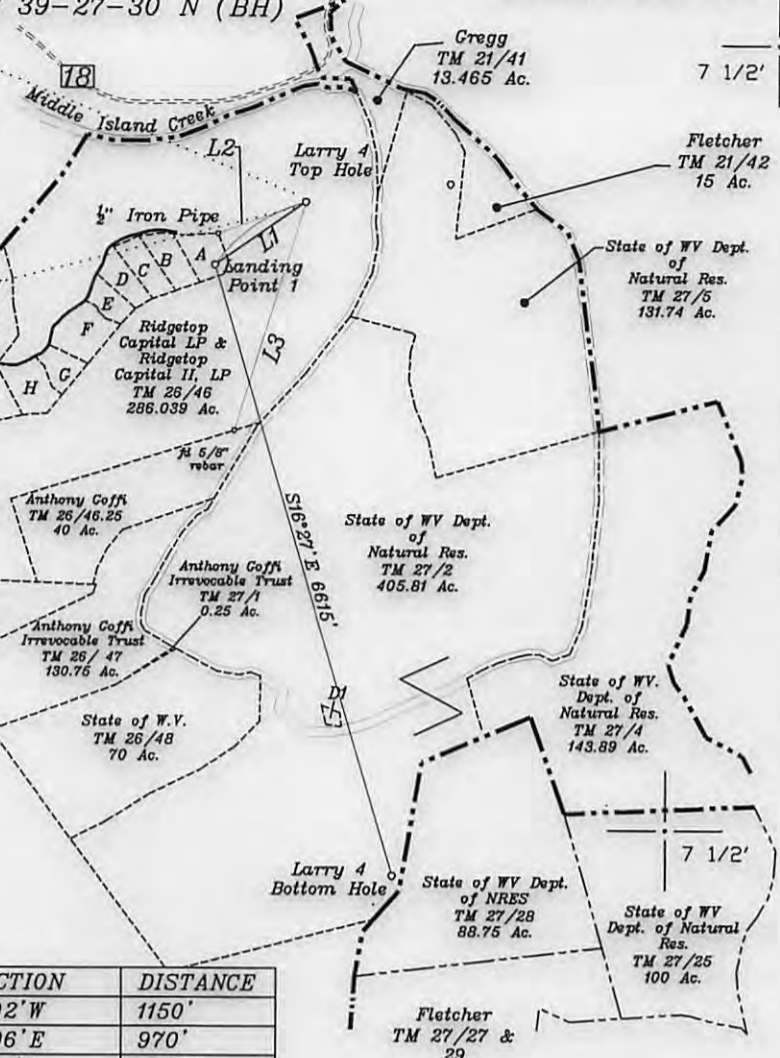 39-27-30 N (BH)
Gregg
TM 21/41
13.465 Ac.
7 1/2'
18
Middle Island Creek
Fletcher
TM 21/42
15 Ac.
L2
Larry 4
Top Hole
½" Iron Pipe
L1
State of WV Dept.
of
Natural Res.
TM 27/5
131.74 Ac.
A
B
C
D
E
F
G
H
Landing
Point 1
Ridgetop
Capital LP &
Ridgetop
Capital II, LP
TM 26/46
286.039 Ac.
L3
fd 5/8"
rebar
Anthony Goffi
TM 26/46.25
40 Ac.
S16°27'E 6615'
State of WV Dept.
of
Natural Res.
TM 27/2
405.81 Ac.
Anthony Goffi
Irrevocable Trust
TM 27/1
0.25 Ac.
Anthony Goffi
Irrevocable Trust
TM 26/ 47
130.75 Ac.
State of W.V.
TM 26/48
70 Ac.
D1
State of WV.
Dept. of
Natural Res.
TM 27/4
143.89 Ac.
7 1/2'
Larry 4
Bottom Hole
State of WV Dept.
of NRES
TM 27/28
88.75 Ac.
State of WV
Dept. of Natural
Res.
TM 27/25
100 Ac.
CTION DISTANCE
2'W 1150'
06'E 970'
Fletcher
TM 27/27 &
29